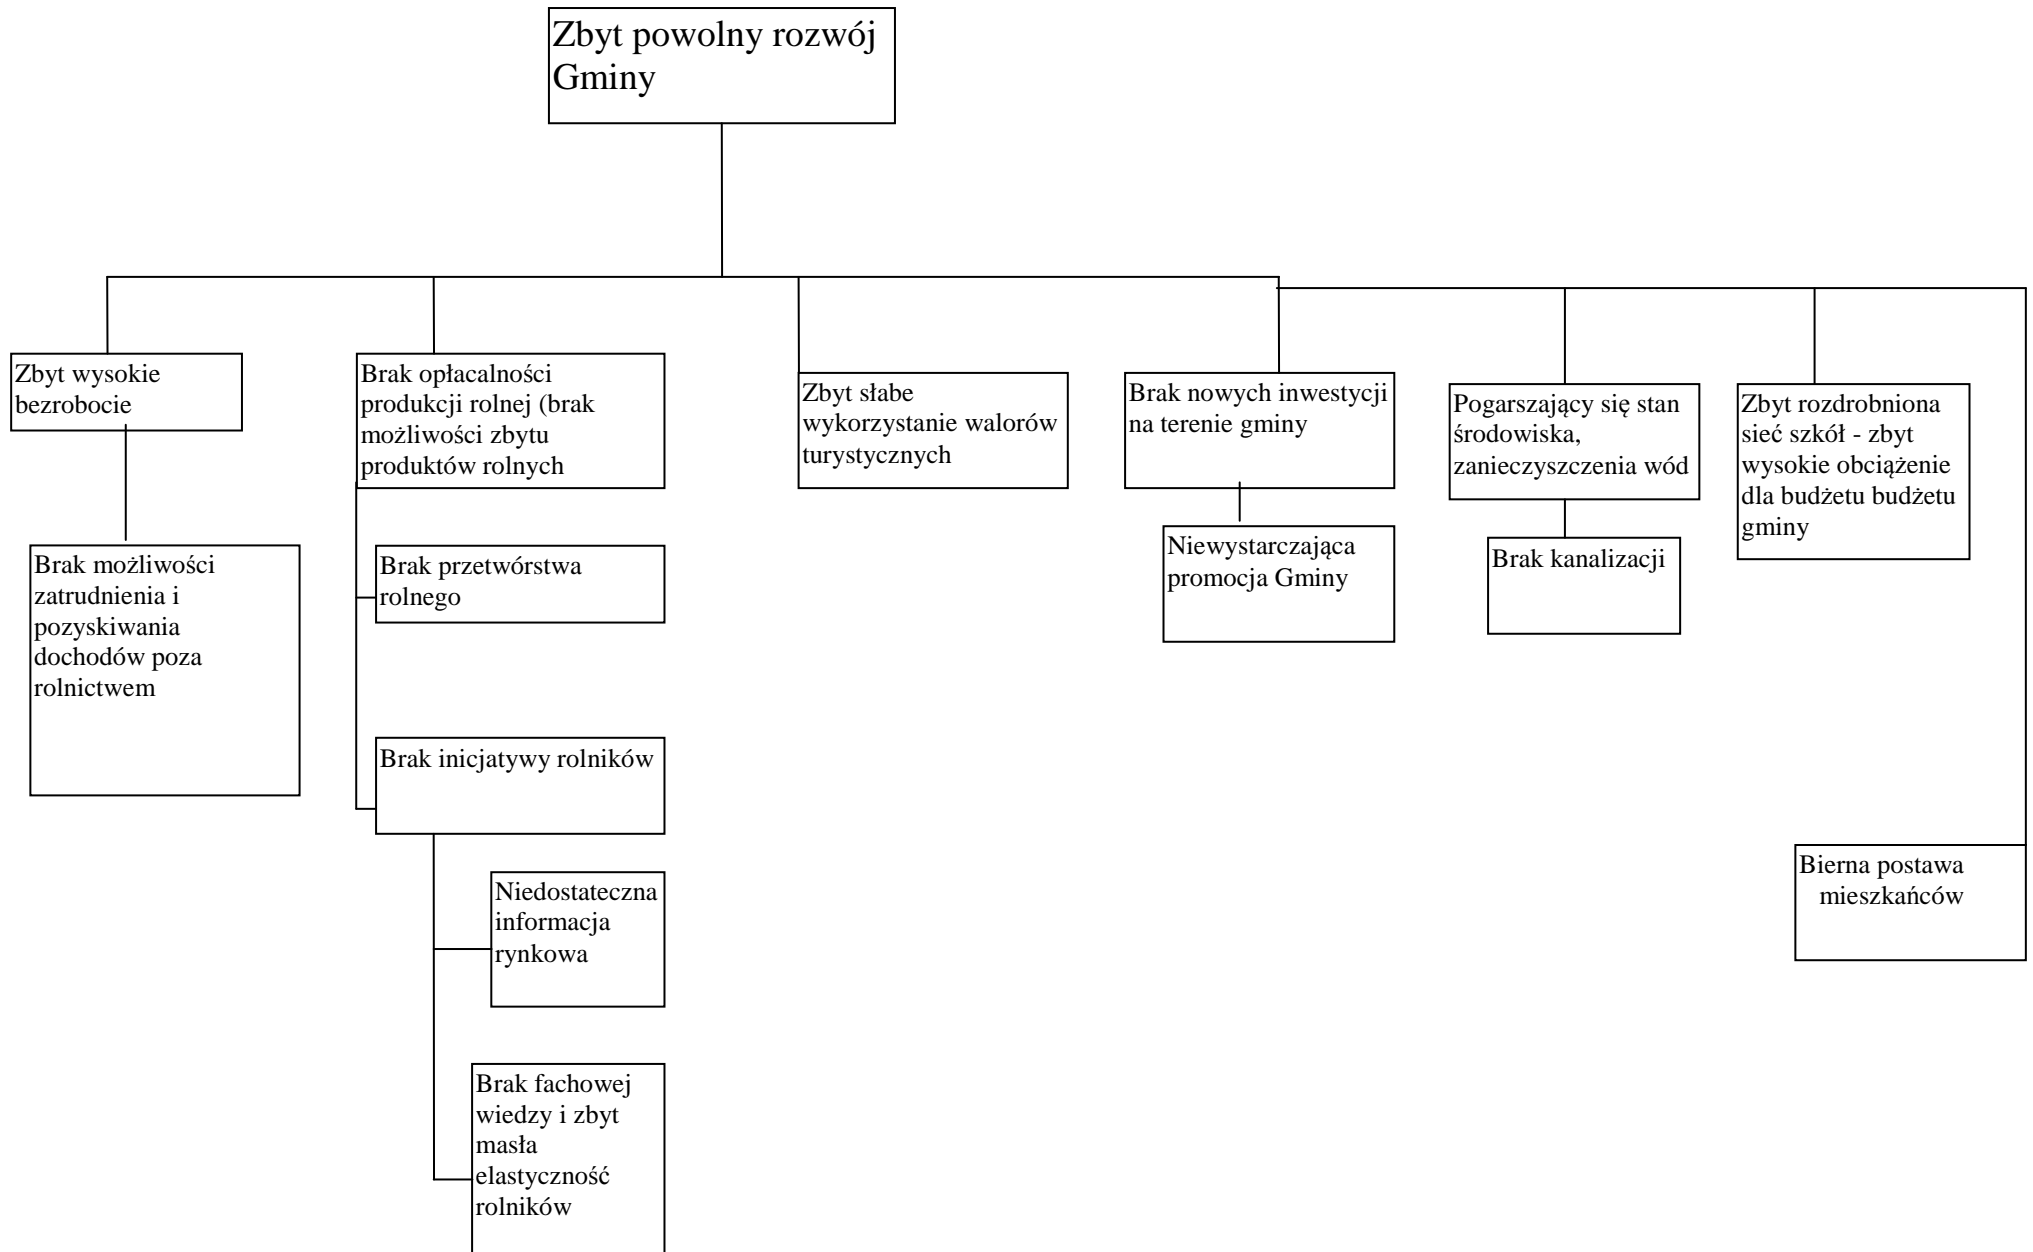 Zbyt powolny rozwój
Gminy
Zbyt wysokie
bezrobocie
Brak możliwości
zatrudnienia i
pozyskiwania
dochodów poza
rolnictwem
Brak opłacalności
produkcji rolnej (brak
możliwości zbytu
produktów rolnych
Brak przetwórstwa
rolnego
Brak inicjatywy rolników
Niedostateczna
informacja
rynkowa
Brak fachowej
wiedzy i zbyt
masła
elastyczność
rolników
Zbyt słabe
wykorzystanie walorów
turystycznych
Brak nowych inwestycji
na terenie gminy
Niewystarczająca
promocja Gminy
Pogarszający się stan
środowiska,
zanieczyszczenia wód
Brak kanalizacji
Zbyt rozdrobniona
sieć szkół - zbyt
wysokie obciążenie
dla budżetu budżetu
gminy
Bierna postawa
mieszkańców